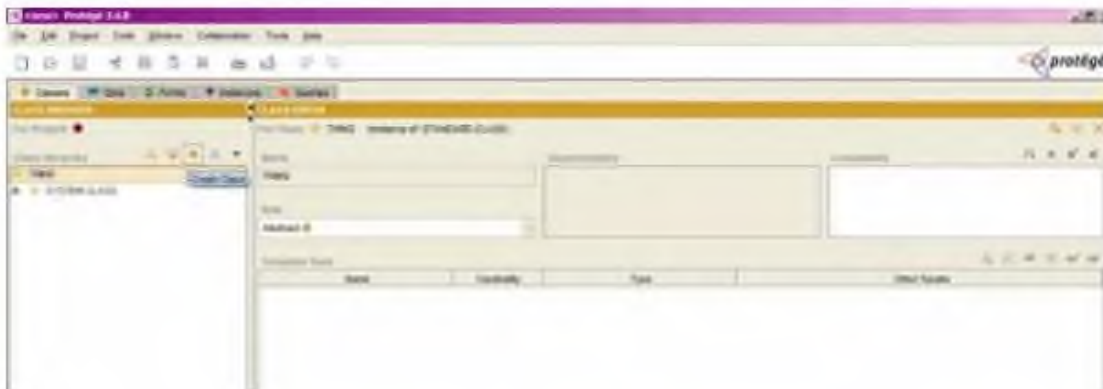 <new> Protégé 3.4.8
File Edit Project Code Window Collaboration Tools Help
protégé
Classes Slots Forms Instances Queries
CLASS BROWSER
CLASS EDITOR
For Project:
For Class: THING (instance of :STANDARD-CLASS)
Class Hierarchy
Create Class
:THING
:SYSTEM-CLASS
Name
Documentation
Constraints
:THING
Role
Abstract
Template Slots
Name Cardinality Type Other Facets